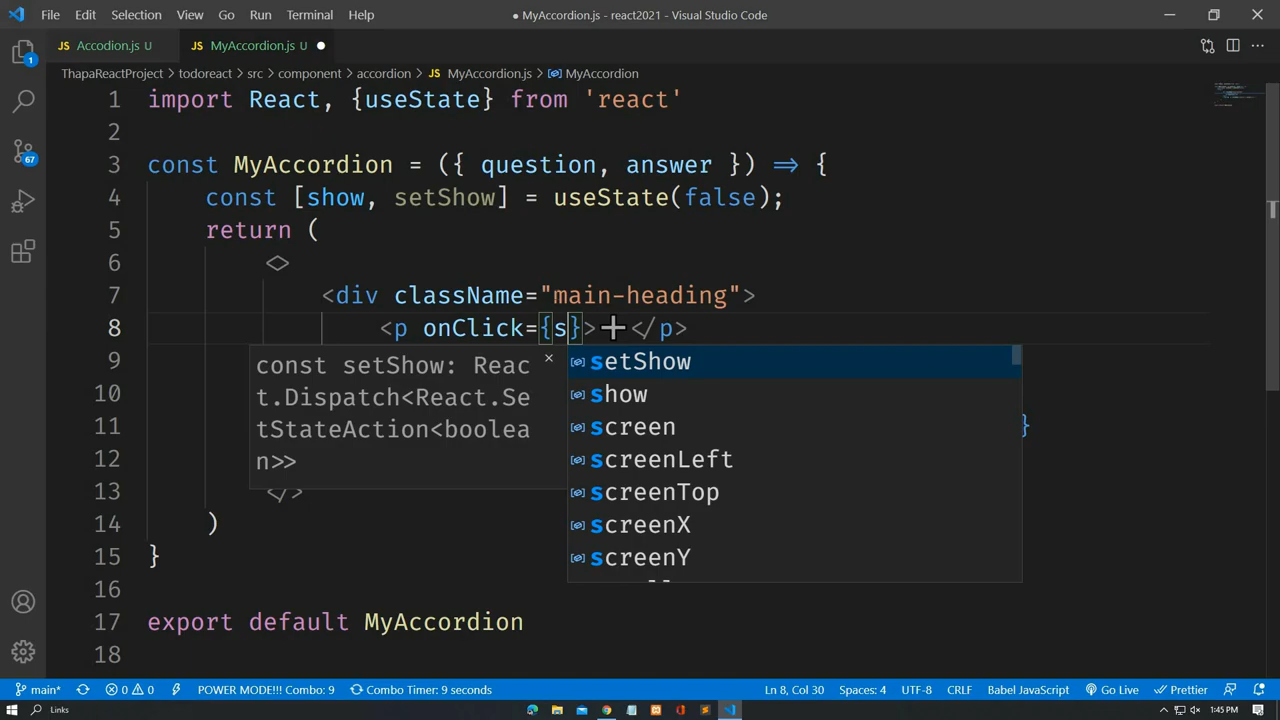 File Edit Selection View Go Run Terminal Help
● MyAccordion.js - react2021 - Visual Studio Code
JS Accodion.js U
JS MyAccordion.js U
ThapaReactProject > todoreact > src > component > accordion > JS MyAccordion.js > MyAccordion
1 import React, {useState} from 'react'
2
3 const MyAccordion = ({ question, answer }) => {
4 const [show, setShow] = useState(false);
5 return (
6 <>
7 <div className="main-heading">
8 <p onClick={s}>➕</p>
9
10
11 }
12
13 </>
14 )
15 }
16
17 export default MyAccordion
18
const setShow: Reac
t.Dispatch<React.Se
tStateAction<boolea
n>>
setShow
show
screen
screenLeft
screenTop
screenX
screenY
1
67
main* 0 0 POWER MODE!!! Combo: 9 Combo Timer: 9 seconds Ln 8, Col 30 Spaces: 4 UTF-8 CRLF Babel JavaScript Go Live Prettier
Links 1:45 PM